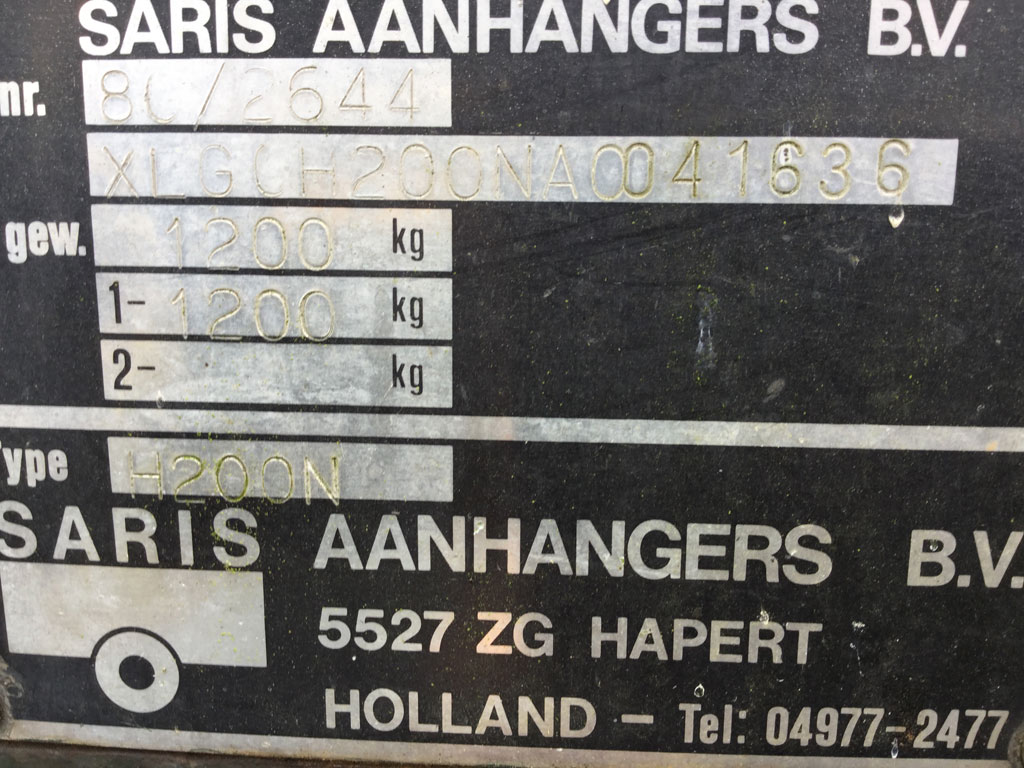 SARIS AANHANGERS B.V.
nr. 80/2644
XLGCH200NA0041636
gew. 1200 kg
1- 1200 kg
2- kg
Type H200N
SARIS AANHANGERS B.V.
5527 ZG HAPERT
HOLLAND – Tel: 04977-2477